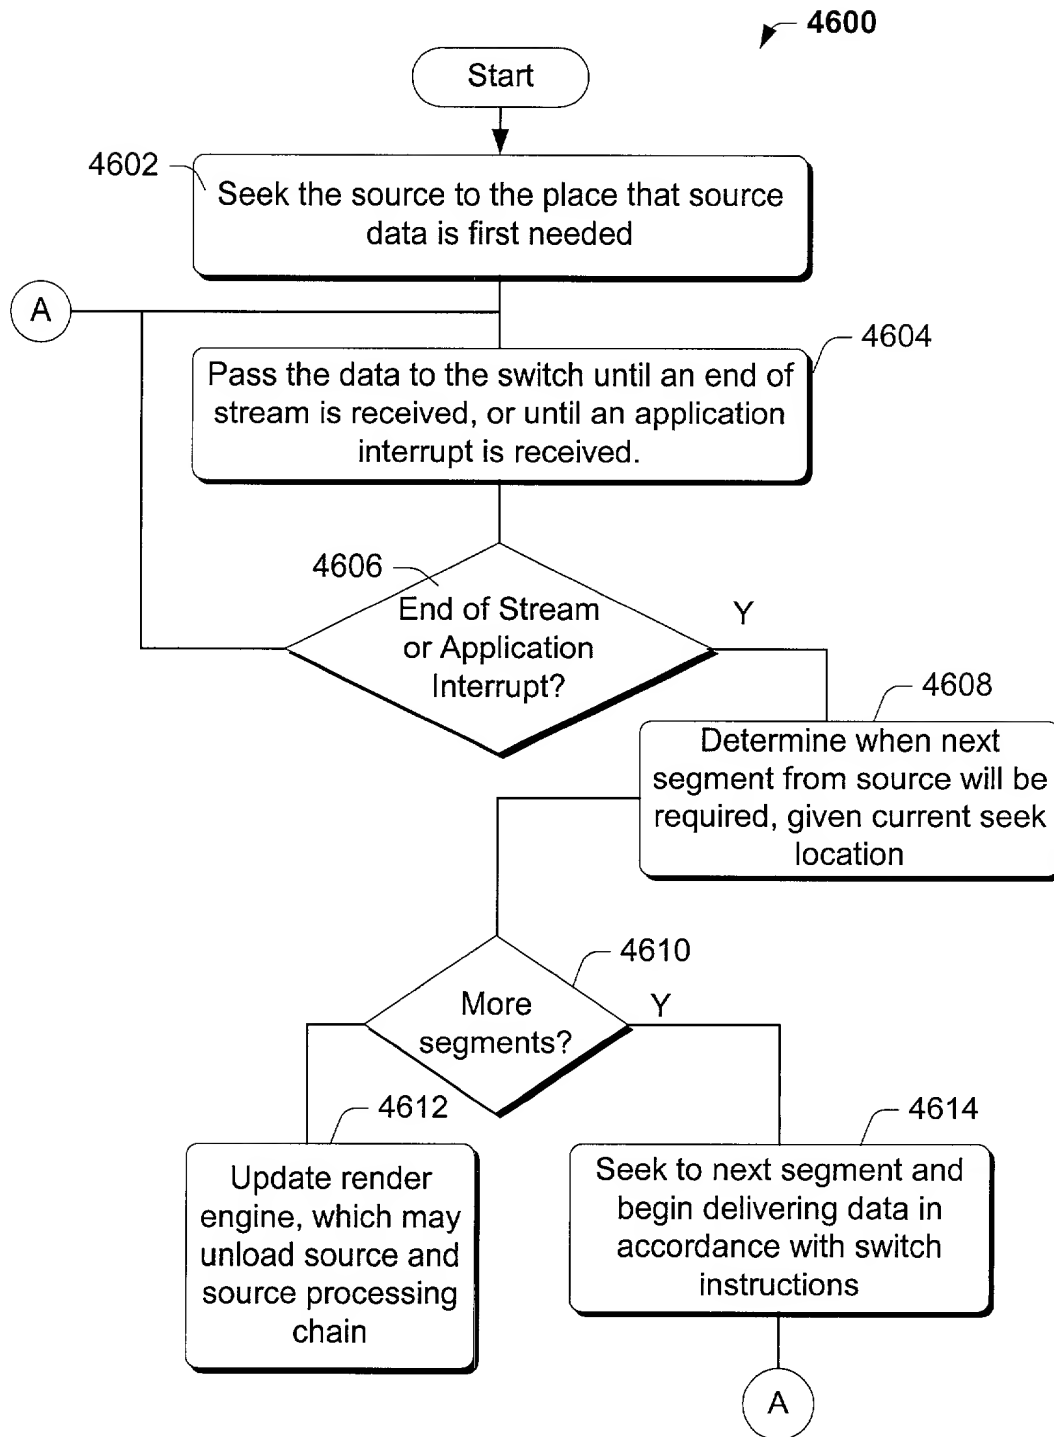 4600
Start
4602
Seek the source to the place that source
data is first needed
A
4604
Pass the data to the switch until an end of
stream is received, or until an application
interrupt is received.
4606
End of Stream
or Application
Interrupt?
Y
4608
Determine when next
segment from source will be
required, given current seek
location
4610
More
segments?
Y
4612
Update render
engine, which may
unload source and
source processing
chain
4614
Seek to next segment and
begin delivering data in
accordance with switch
instructions
A